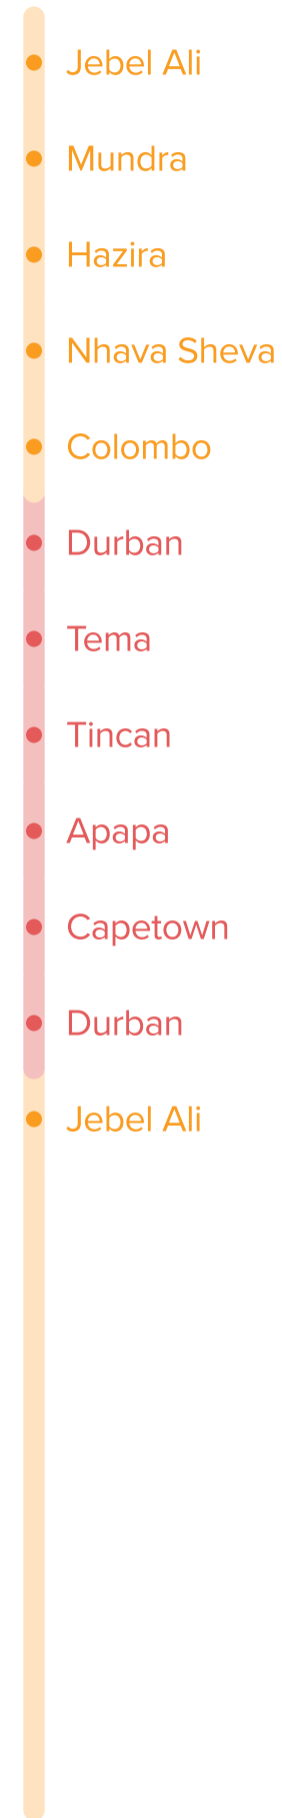 Jebel Ali
Mundra
Hazira
Nhava Sheva
Colombo
Durban
Tema
Tincan
Apapa
Capetown
Durban
Jebel Ali